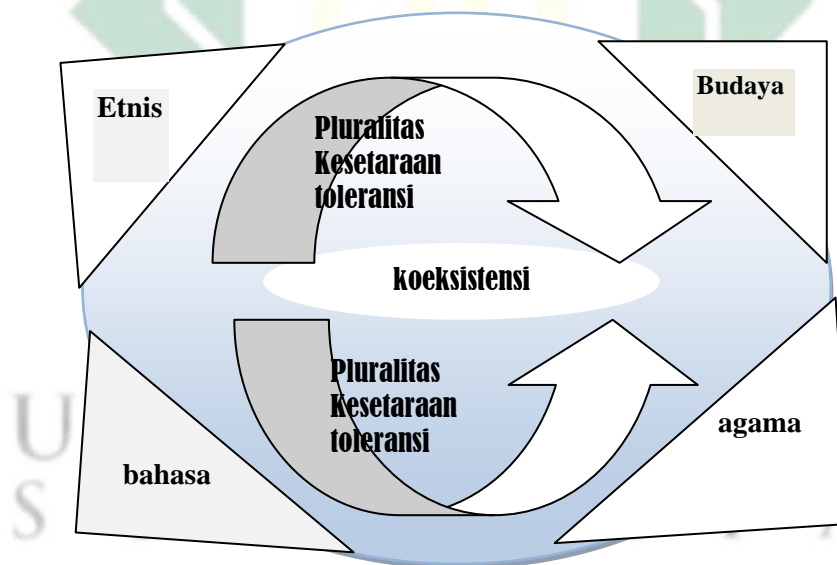 Etnis
Budaya
Pluralitas
Kesetaraan
toleransi
koeksistensi
Pluralitas
Kesetaraan
toleransi
agama
bahasa